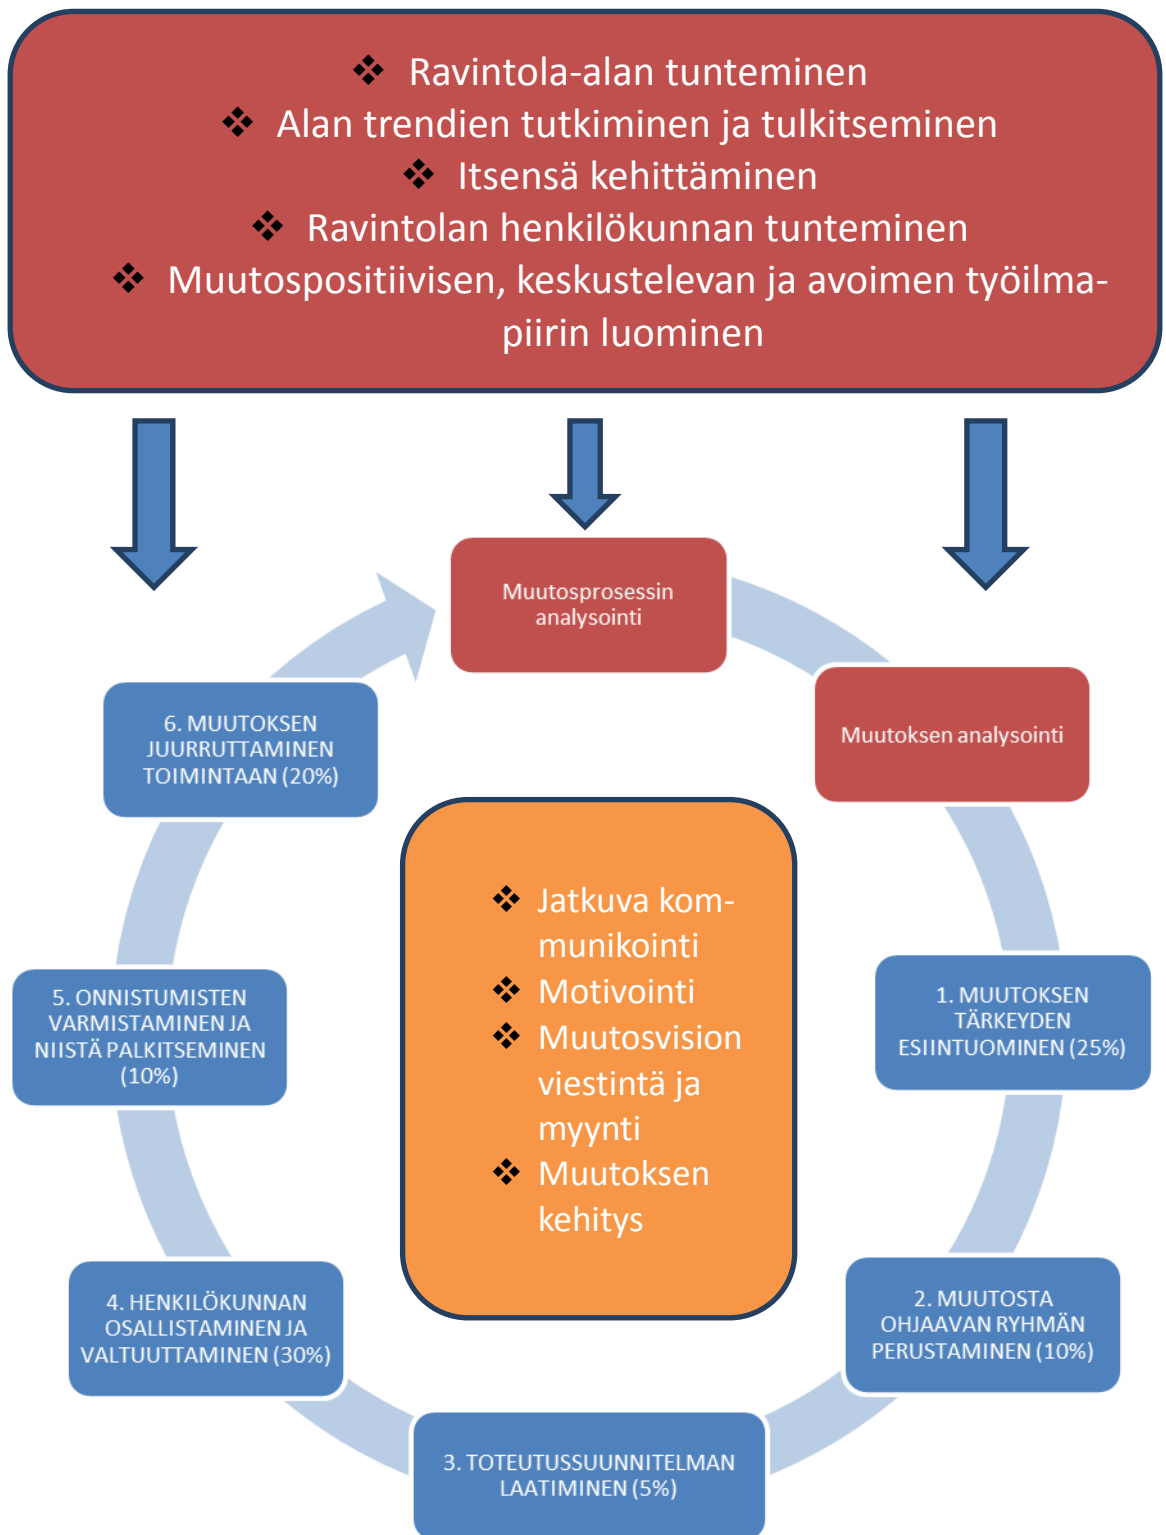 ❖ Ravintola-alan tunteminen
❖ Alan trendien tutkiminen ja tulkitseminen
❖ Itsensä kehittäminen
❖ Ravintolan henkilökunnan tunteminen
❖ Muutospositiivisen, keskustelevan ja avoimen työilma-
piirin luominen
Muutosprosessin
analysointi
Muutoksen analysointi
1. MUUTOKSEN
TÄRKEYDEN
ESIINTUOMINEN (25%)
2. MUUTOSTA
OHJAAVAN RYHMÄN
PERUSTAMINEN (10%)
3. TOTEUTUSSUUNNITELMAN
LAATIMINEN (5%)
4. HENKILÖKUNNAN
OSALLISTAMINEN JA
VALTUUTTAMINEN (30%)
5. ONNISTUMISTEN
VARMISTAMINEN JA
NIISTÄ PALKITSEMINEN
(10%)
6. MUUTOKSEN
JUURRUTTAMINEN
TOIMINTAAN (20%)
❖ Jatkuva kom-
munikointi
❖ Motivointi
❖ Muutosvision
viestintä ja
myynti
❖ Muutoksen
kehitys